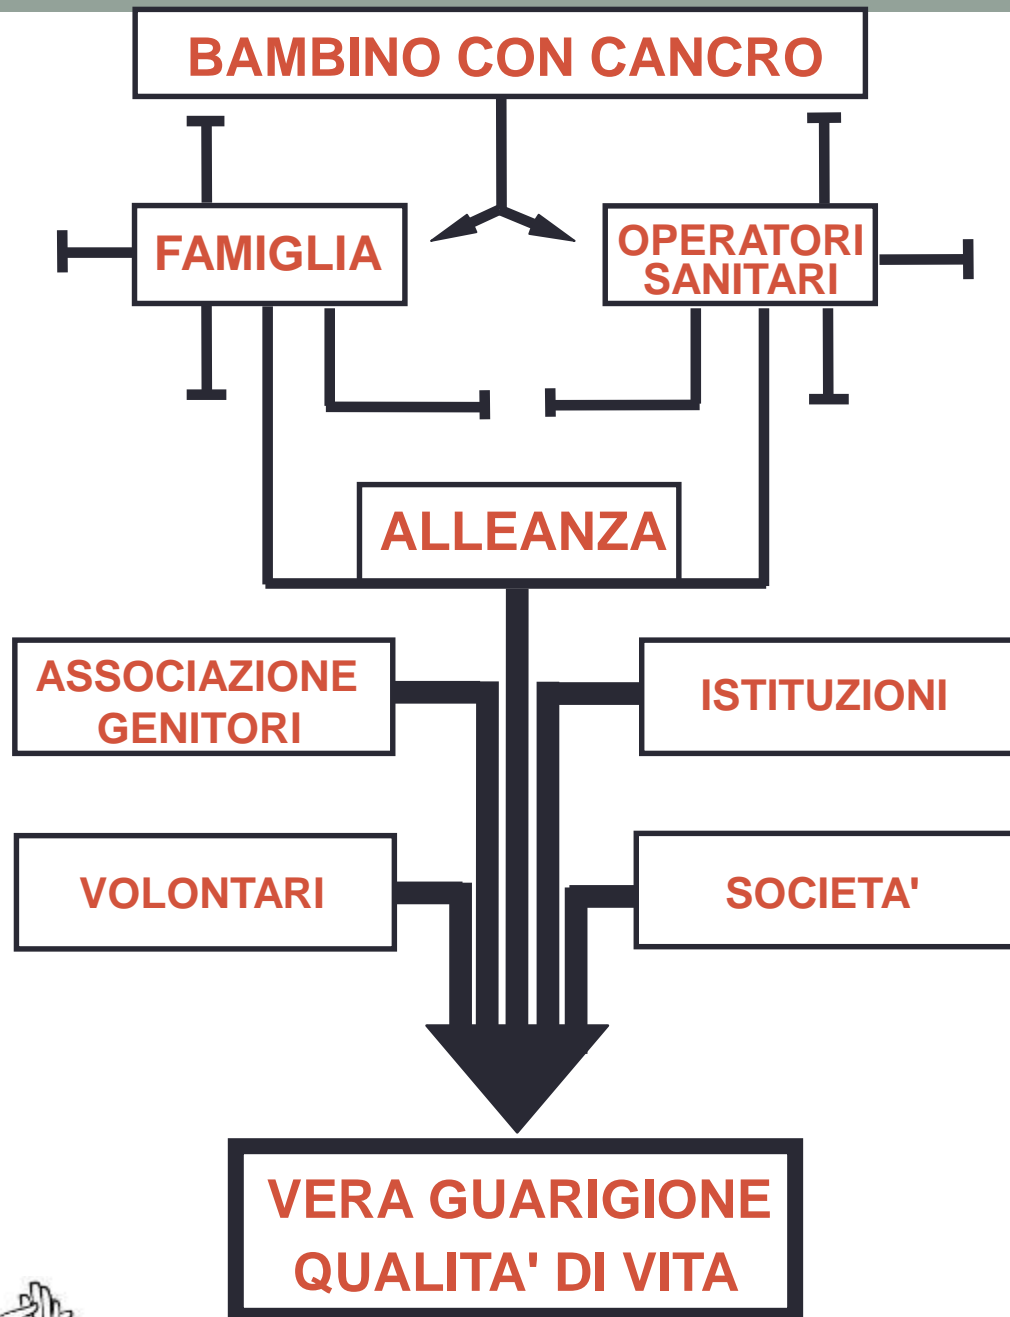 BAMBINO CON CANCRO
FAMIGLIA
OPERATORI
SANITARI
ALLEANZA
ASSOCIAZIONE
GENITORI
ISTITUZIONI
VOLONTARI
SOCIETA'
VERA GUARIGIONE
QUALITA' DI VITA